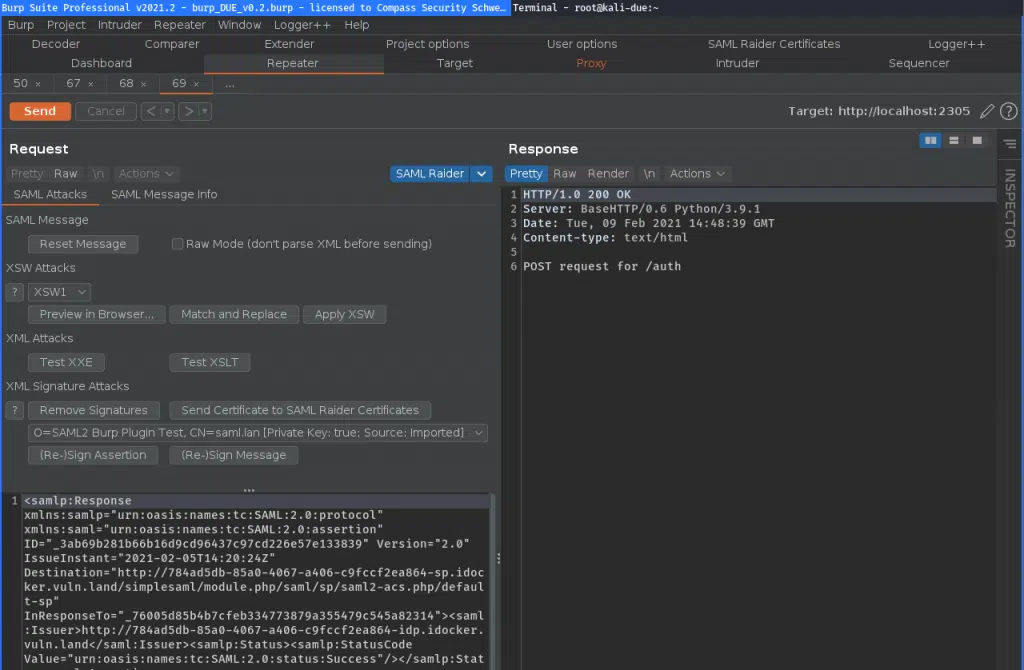 Burp Suite Professional v2021.2 - burp_DUE_v0.2.burp - licensed to Compass Security Schwe… Terminal - root@kali-due:~
Burp Project Intruder Repeater Window Logger++ Help
Decoder Comparer Extender Project options User options SAML Raider Certificates Logger++
Dashboard Repeater Target Proxy Intruder Sequencer
50 × 67 × 68 × 69 × ...
Send Cancel < > Target: http://localhost:2305 ?
Request
Response
Pretty Raw \n Actions SAML Raider
Pretty Raw Render \n Actions
INSPECTOR
SAML Attacks SAML Message Info
SAML Message
Reset Message Raw Mode (don't parse XML before sending)
XSW Attacks
? XSW1
Preview in Browser... Match and Replace Apply XSW
XML Attacks
Test XXE Test XSLT
XML Signature Attacks
? Remove Signatures Send Certificate to SAML Raider Certificates
O=SAML2 Burp Plugin Test, CN=saml.lan [Private Key: true; Source: Imported]
(Re-)Sign Assertion (Re-)Sign Message
1 <samlp:Response
xmlns:samlp="urn:oasis:names:tc:SAML:2.0:protocol"
xmlns:saml="urn:oasis:names:tc:SAML:2.0:assertion"
ID="_3ab69b281b66b16d9cd96437c97cd226e57e133839" Version="2.0"
IssueInstant="2021-02-05T14:20:24Z"
Destination="http://784ad5db-85a0-4067-a406-c9fccf2ea864-sp.idoc
ker.vuln.land/simplesaml/module.php/saml/sp/saml2-acs.php/defaul
t-sp"
InResponseTo="_76005d85b4b7cfeb334773879a355479c545a82314"><saml
:Issuer>http://784ad5db-85a0-4067-a406-c9fccf2ea864-idp.idocker.
vuln.land</saml:Issuer><samlp:Status><samlp:StatusCode
Value="urn:oasis:names:tc:SAML:2.0:status:Success"/></samlp:Stat
1 HTTP/1.0 200 OK
2 Server: BaseHTTP/0.6 Python/3.9.1
3 Date: Tue, 09 Feb 2021 14:48:39 GMT
4 Content-type: text/html
5
6 POST request for /auth